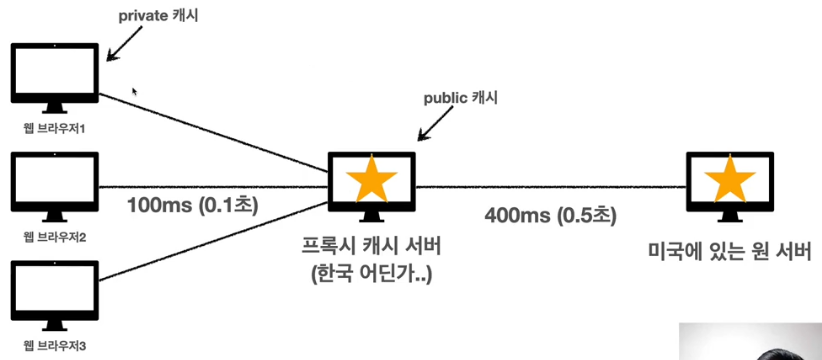 private 캐시
public 캐시
웹 브라우저1
100ms (0.1초)
웹 브라우저2
400ms (0.5초)
프록시 캐시 서버
(한국 어딘가..)
미국에 있는 원 서버
웹 브라우저3